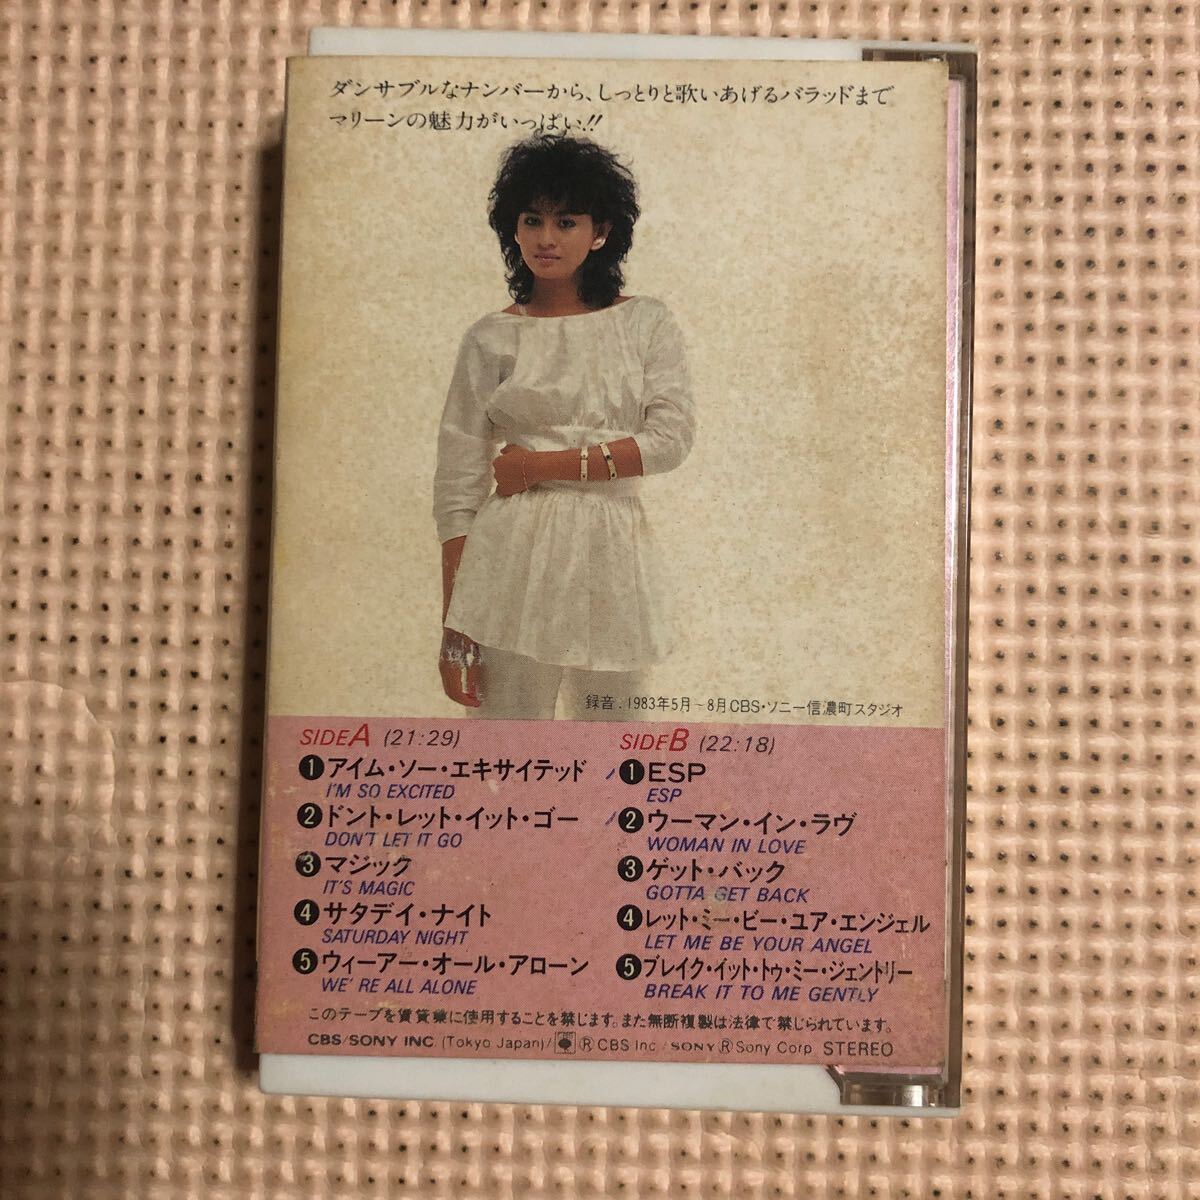 ダンサブルなナンバーから、しっとりと歌いあげるバラッドまで
マリーンの魅力がいっぱい!!
録音:1983年5月~8月CBS・ソニー信濃町スタジオ
SIDE A (21:29)
❶アイム・ソー・エキサイテッド
I'M SO EXCITED
❷ドント・レット・イット・ゴー
DON'T LET IT GO
❸マジック
IT'S MAGIC
❹サタデイ・ナイト
SATURDAY NIGHT
❺ウィーアー・オール・アローン
WE'RE ALL ALONE
SIDE B (22:18)
❶ESP
ESP
❷ウーマン・イン・ラヴ
WOMAN IN LOVE
❸ゲット・バック
GOTTA GET BACK
❹レット・ミー・ビー・ユア・エンジェル
LET ME BE YOUR ANGEL
❺ブレイク・イット・トゥ・ミー・ジェントリー
BREAK IT TO ME GENTLY
このテープを賃貸業に使用することを禁じます。また無断複製は法律で禁じられています。
CBS/SONY INC. (Tokyo Japan)/ ⓇCBS Inc./SONY ⓇSony Corp. STEREO